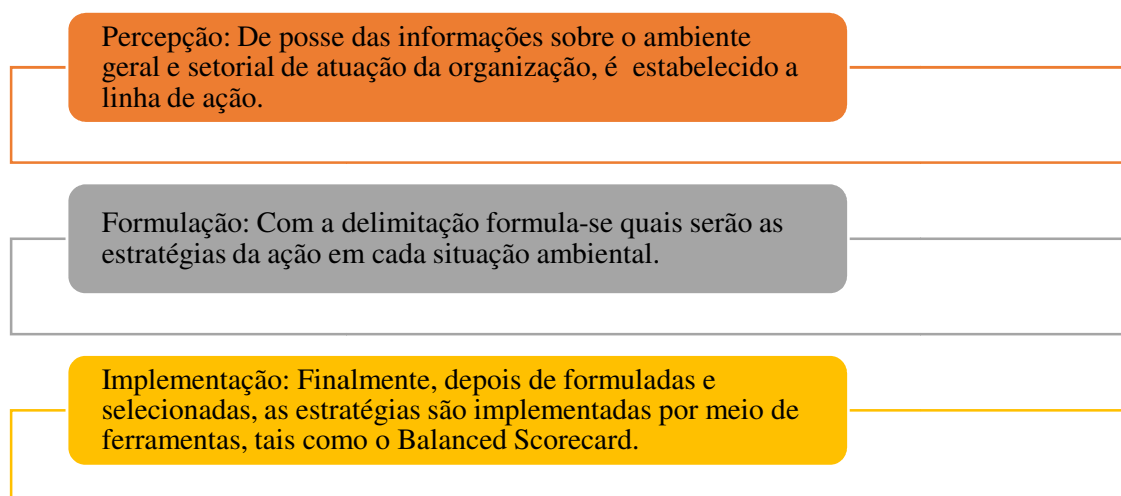 Percepção: De posse das informações sobre o ambiente
geral e setorial de atuação da organização, é estabelecido a
linha de ação.
Formulação: Com a delimitação formula-se quais serão as
estratégias da ação em cada situação ambiental.
Implementação: Finalmente, depois de formuladas e
selecionadas, as estratégias são implementadas por meio de
ferramentas, tais como o Balanced Scorecard.